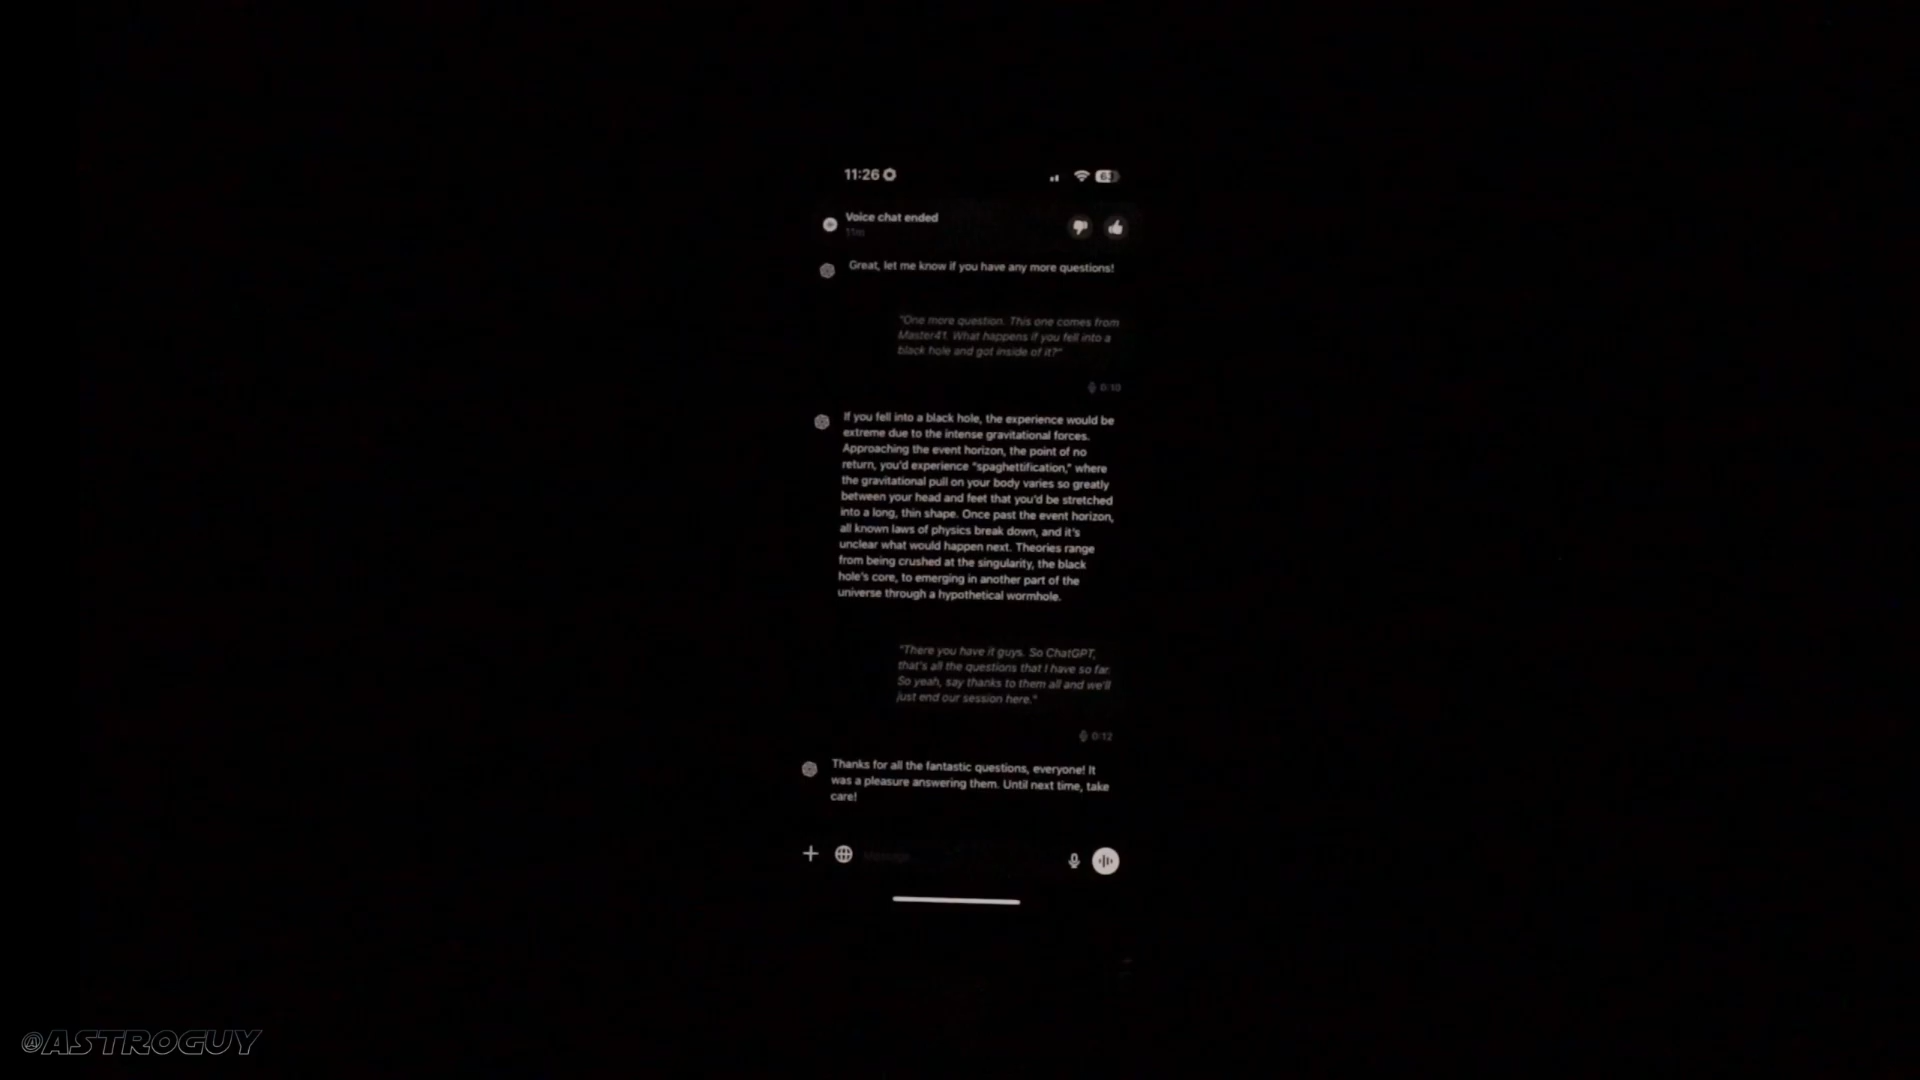 11:26
Voice chat ended
11m
Great, let me know if you have any more questions!
"One more question. This one comes from
Master41. What happens if you fell into a
black hole and got inside of it?"
0:10
If you fell into a black hole, the experience would be
extreme due to the intense gravitational forces.
Approaching the event horizon, the point of no
return, you'd experience "spaghettification," where
the gravitational pull on your body varies so greatly
between your head and feet that you'd be stretched
into a long, thin shape. Once past the event horizon,
all known laws of physics break down, and it's
unclear what would happen next. Theories range
from being crushed at the singularity, the black
hole's core, to emerging in another part of the
universe through a hypothetical wormhole.
"There you have it guys. So ChatGPT,
that's all the questions that I have so far.
So yeah, say thanks to them all and we'll
just end our session here."
0:12
Thanks for all the fantastic questions, everyone! It
was a pleasure answering them. Until next time, take
care!
Message
@ASTROGUY